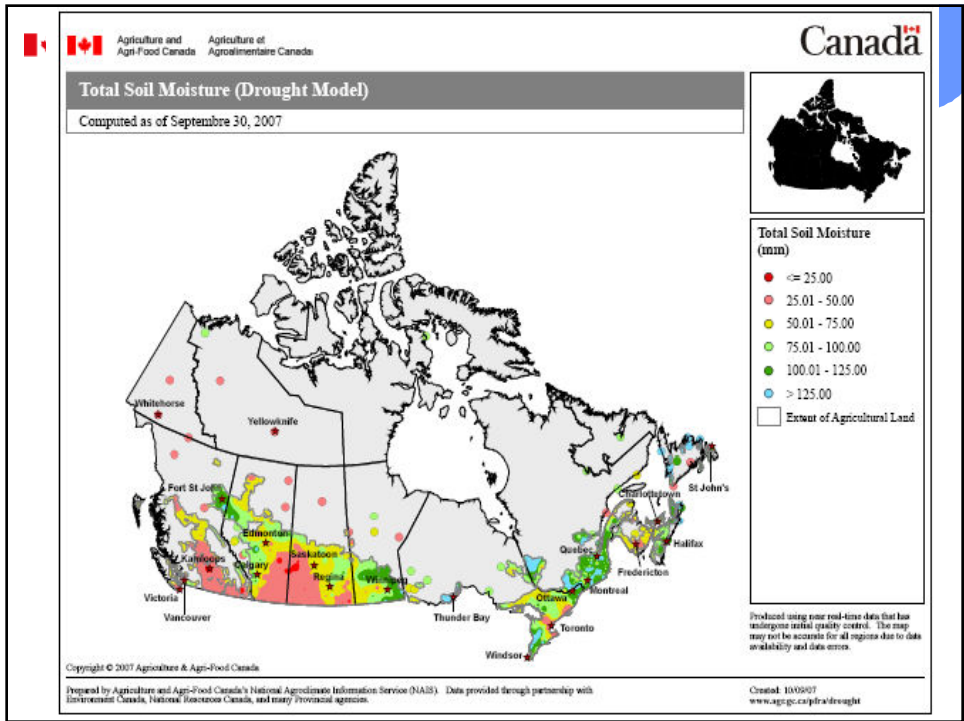 Agriculture and Agriculture et
Agri-Food Canada Agroalimentaire Canada
Canada
Total Soil Moisture (Drought Model)
Computed as of Septembre 30, 2007
Total Soil Moisture
(mm)
<= 25.00
25.01 - 50.00
50.01 - 75.00
75.01 - 100.00
100.01 - 125.00
> 125.00
Extent of Agricultural Land
Whitehorse
Yellowknife
Fort St John
Edmonton
Saskatoon
Kamloops
Calgary
Regina
Winnipeg
Victoria
Vancouver
Thunder Bay
Windsor
Toronto
Ottawa
Montreal
Quebec
Fredericton
Halifax
Charlottetown
St John's
Produced using near real-time data that has
undergone initial quality control. The map
may not be accurate for all regions due to data
availability and data errors.
Copyright © 2007 Agriculture & Agri-Food Canada
Prepared by Agriculture and Agri-Food Canada's National Agroclimate Information Service (NAIS). Data provided through partnership with
Environment Canada, National Resources Canada, and many Provincial agencies.
Created: 10/09/07
www.agr.gc.ca/pfra/drought